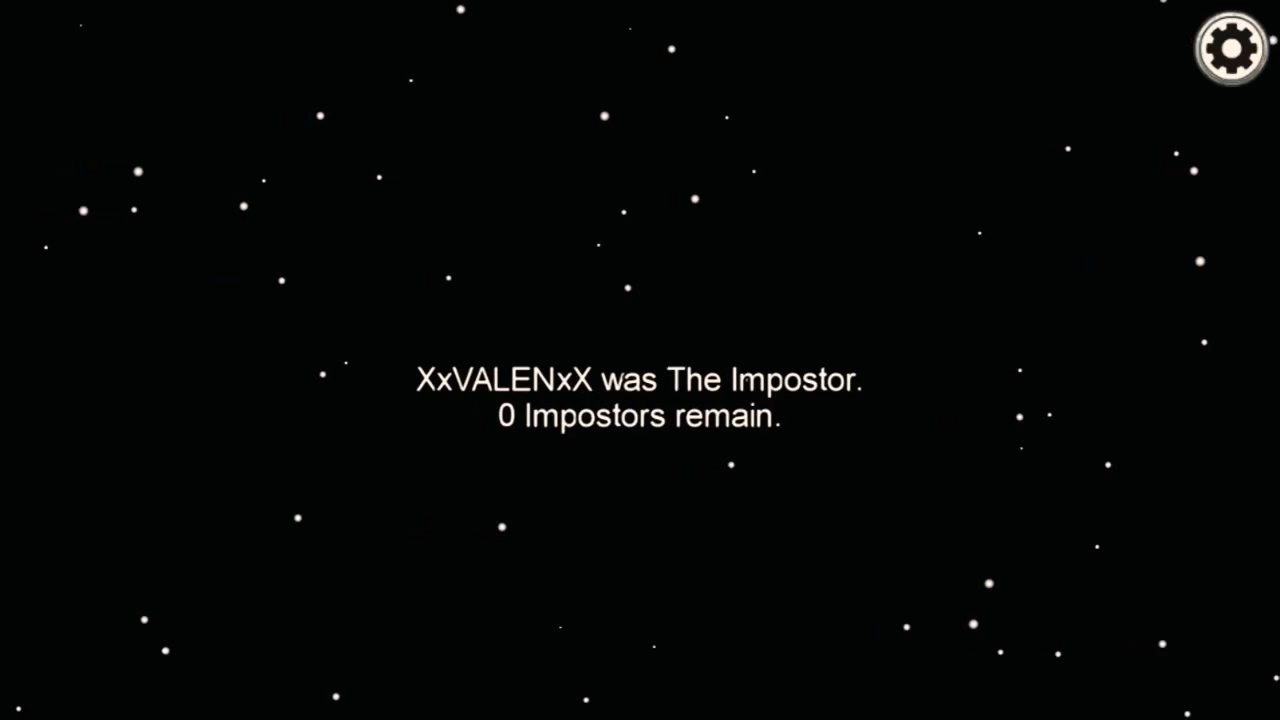 XxVALENxX was The Impostor.
0 Impostors remain.